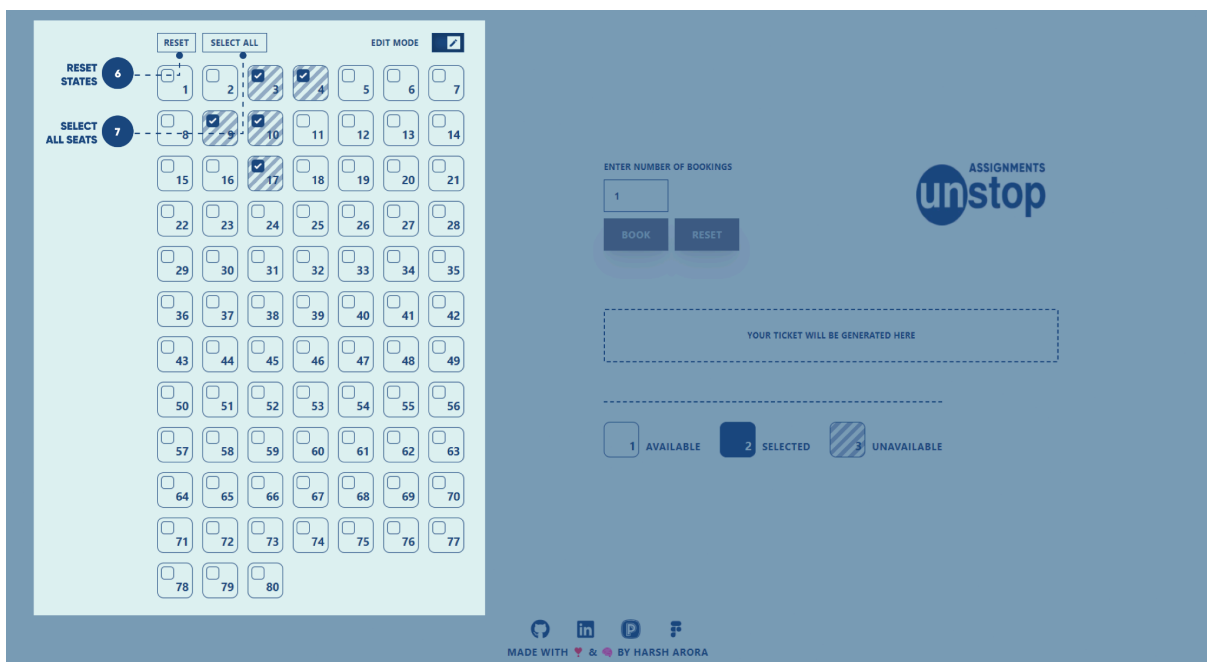 RESET SELECT ALL EDIT MODE
RESET
STATES 6
1 2 3 4 5 6 7
SELECT
ALL SEATS 7
8 9 10 11 12 13 14
15 16 17 18 19 20 21
22 23 24 25 26 27 28
29 30 31 32 33 34 35
36 37 38 39 40 41 42
43 44 45 46 47 48 49
50 51 52 53 54 55 56
57 58 59 60 61 62 63
64 65 66 67 68 69 70
71 72 73 74 75 76 77
78 79 80
ENTER NUMBER OF BOOKINGS
1
BOOK RESET
ASSIGNMENTS
unstop
YOUR TICKET WILL BE GENERATED HERE
1 AVAILABLE 2 SELECTED 3 UNAVAILABLE
in P
MADE WITH & BY HARSH ARORA